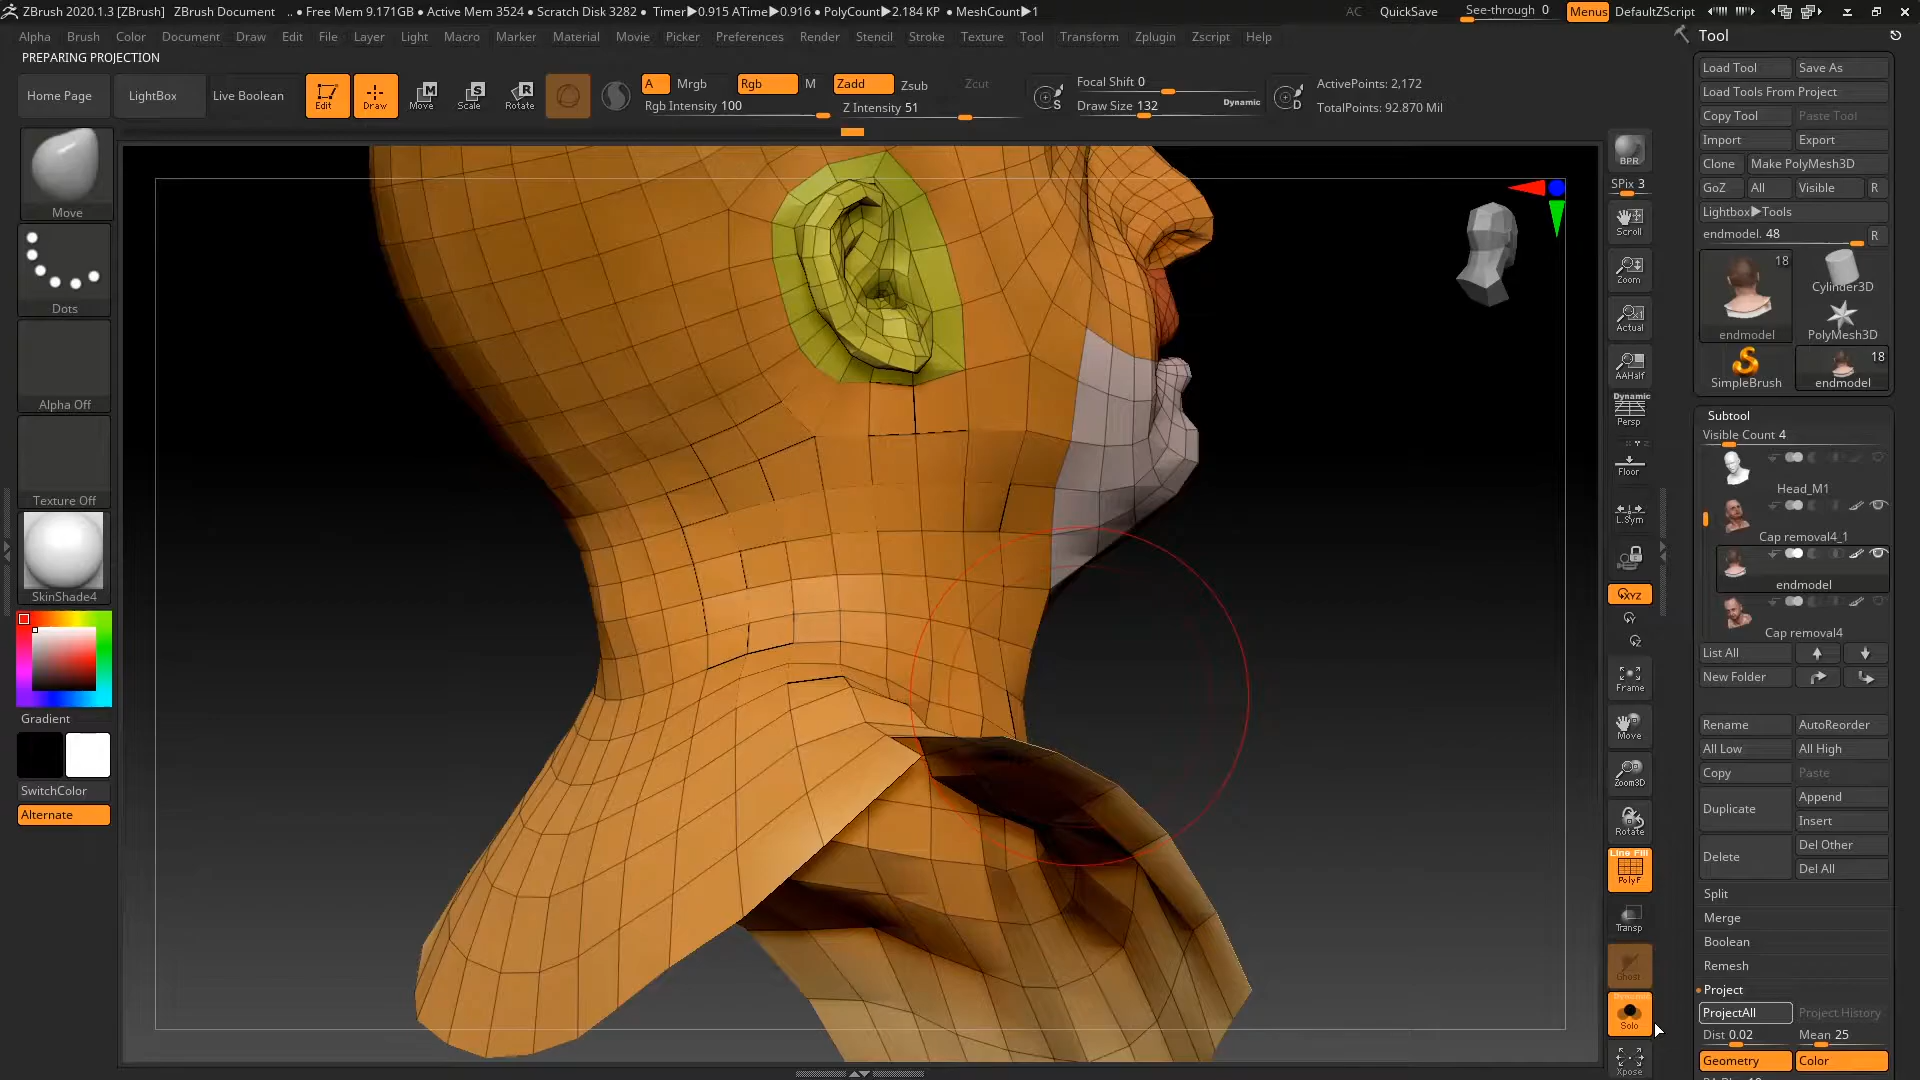 ZBrush 2020.1.3 [ZBrush] ZBrush Document .. • Free Mem 9.171GB • Active Mem 3524 • Scratch Disk 3282 • Timer▶0.915 ATime▶0.916 • PolyCount▶2.184 KP • MeshCount▶1 AC QuickSave See-through 0 Menus DefaultZScript
Alpha Brush Color Document Draw Edit File Layer Light Macro Marker Material Movie Picker Preferences Render Stencil Stroke Texture Tool Transform Zplugin Zscript Help
PREPARING PROJECTION
Home Page LightBox Live Boolean Edit Draw Move Scale Rotate
A Mrgb Rgb M Zadd Zsub Zcut
Rgb Intensity 100 Z Intensity 51
S Focal Shift 0
Draw Size 132 Dynamic D
ActivePoints: 2,172
TotalPoints: 92.870 Mil
Move
Dots
Alpha Off
Texture Off
SkinShade4
Gradient
SwitchColor
Alternate
BPR
SPix 3
Scroll
Zoom
Actual
AAHalf
Dynamic
Persp
Floor
L.Sym
XYZ
Frame
Move
Zoom3D
Rotate
Line Fill
PolyF
Transp
Ghost
Dynamic
Solo
Xpose
Tool
Load Tool Save As
Load Tools From Project
Copy Tool Paste Tool
Import Export
Clone Make PolyMesh3D
GoZ All Visible R
Lightbox▶Tools
endmodel. 48 R
18
endmodel
Cylinder3D
PolyMesh3D
SimpleBrush
18
endmodel
Subtool
Visible Count 4
Head_M1
Cap removal4_1
endmodel
Cap removal4
List All
New Folder
Rename AutoReorder
All Low All High
Copy Paste
Duplicate Append
Insert
Delete Del Other
Del All
Split
Merge
Boolean
Remesh
Project
ProjectAll Project History
Dist 0.02 Mean 25
Geometry Color